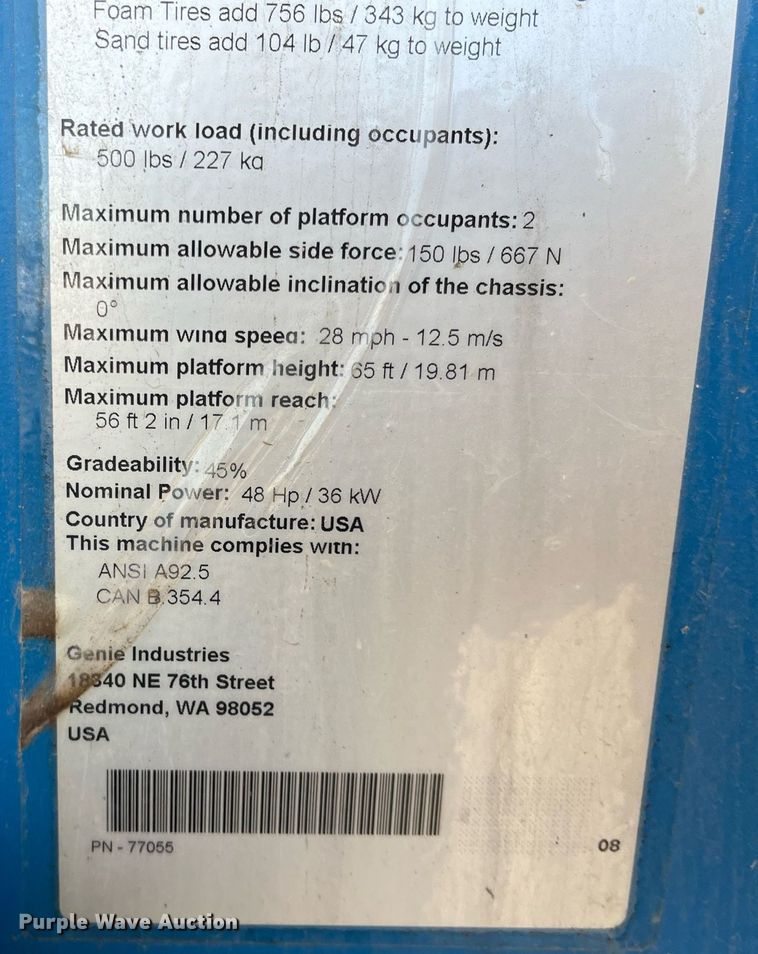 Foam Tires add 756 lbs / 343 kg to weight
Sand tires add 104 lb / 47 kg to weight
Rated work load (including occupants):
500 lbs / 227 kg
Maximum number of platform occupants: 2
Maximum allowable side force: 150 lbs / 667 N
Maximum allowable inclination of the chassis:
0°
Maximum wind speed: 28 mph - 12.5 m/s
Maximum platform height: 65 ft / 19.81 m
Maximum platform reach:
56 ft 2 in / 17.1 m
Gradeability: 45%
Nominal Power: 48 Hp / 36 kW
Country of manufacture: USA
This machine complies with:
ANSI A92.5
CAN B.354.4
Genie Industries
18340 NE 76th Street
Redmond, WA 98052
USA
PN - 77055
08
Purple Wave Auction